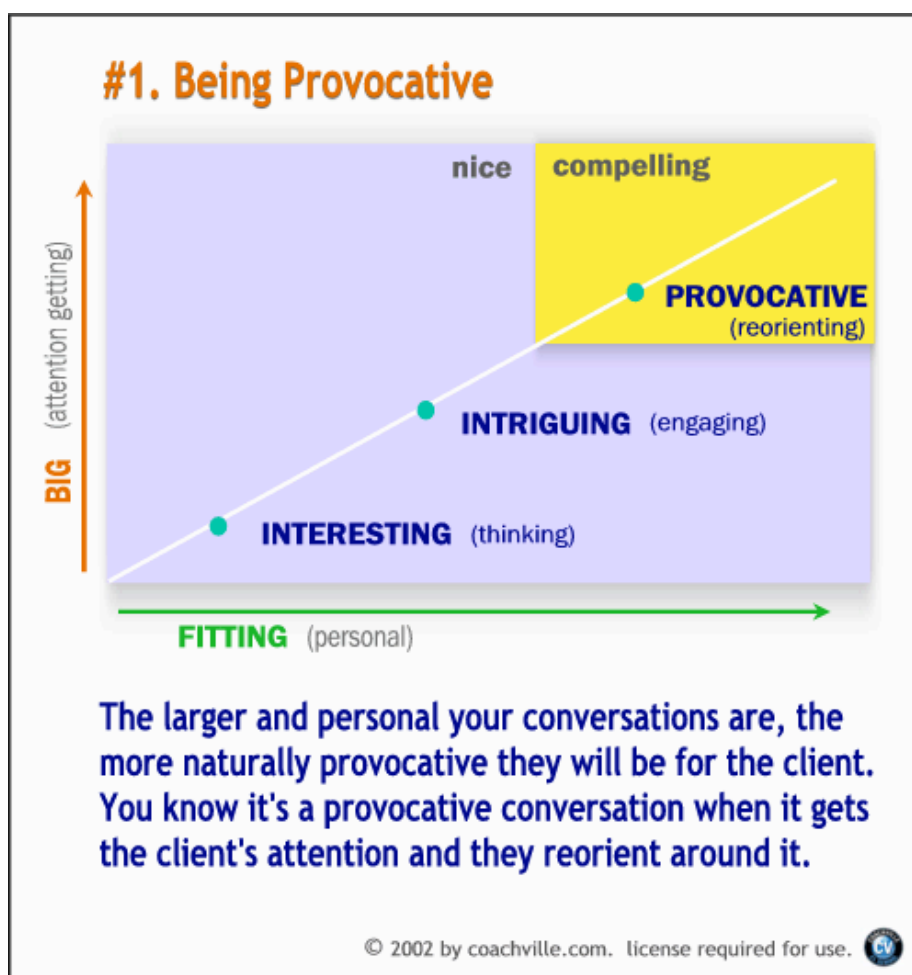 #1. Being Provocative
nice
compelling
BIG (attention getting)
PROVOCATIVE
(reorienting)
INTRIGUING (engaging)
INTERESTING (thinking)
FITTING (personal)
The larger and personal your conversations are, the
more naturally provocative they will be for the client.
You know it's a provocative conversation when it gets
the client's attention and they reorient around it.
© 2002 by coachville.com. license required for use.
CV